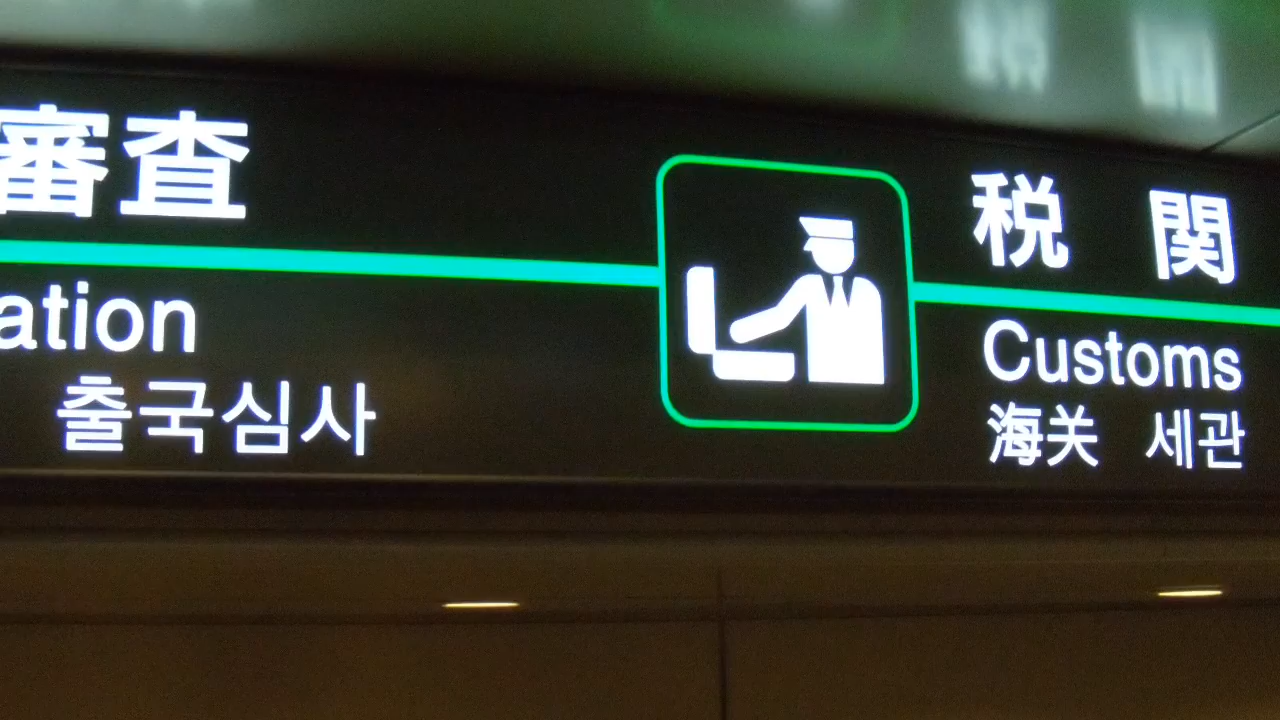 審査
ation
출국심사
税 関
Customs
海关 세관